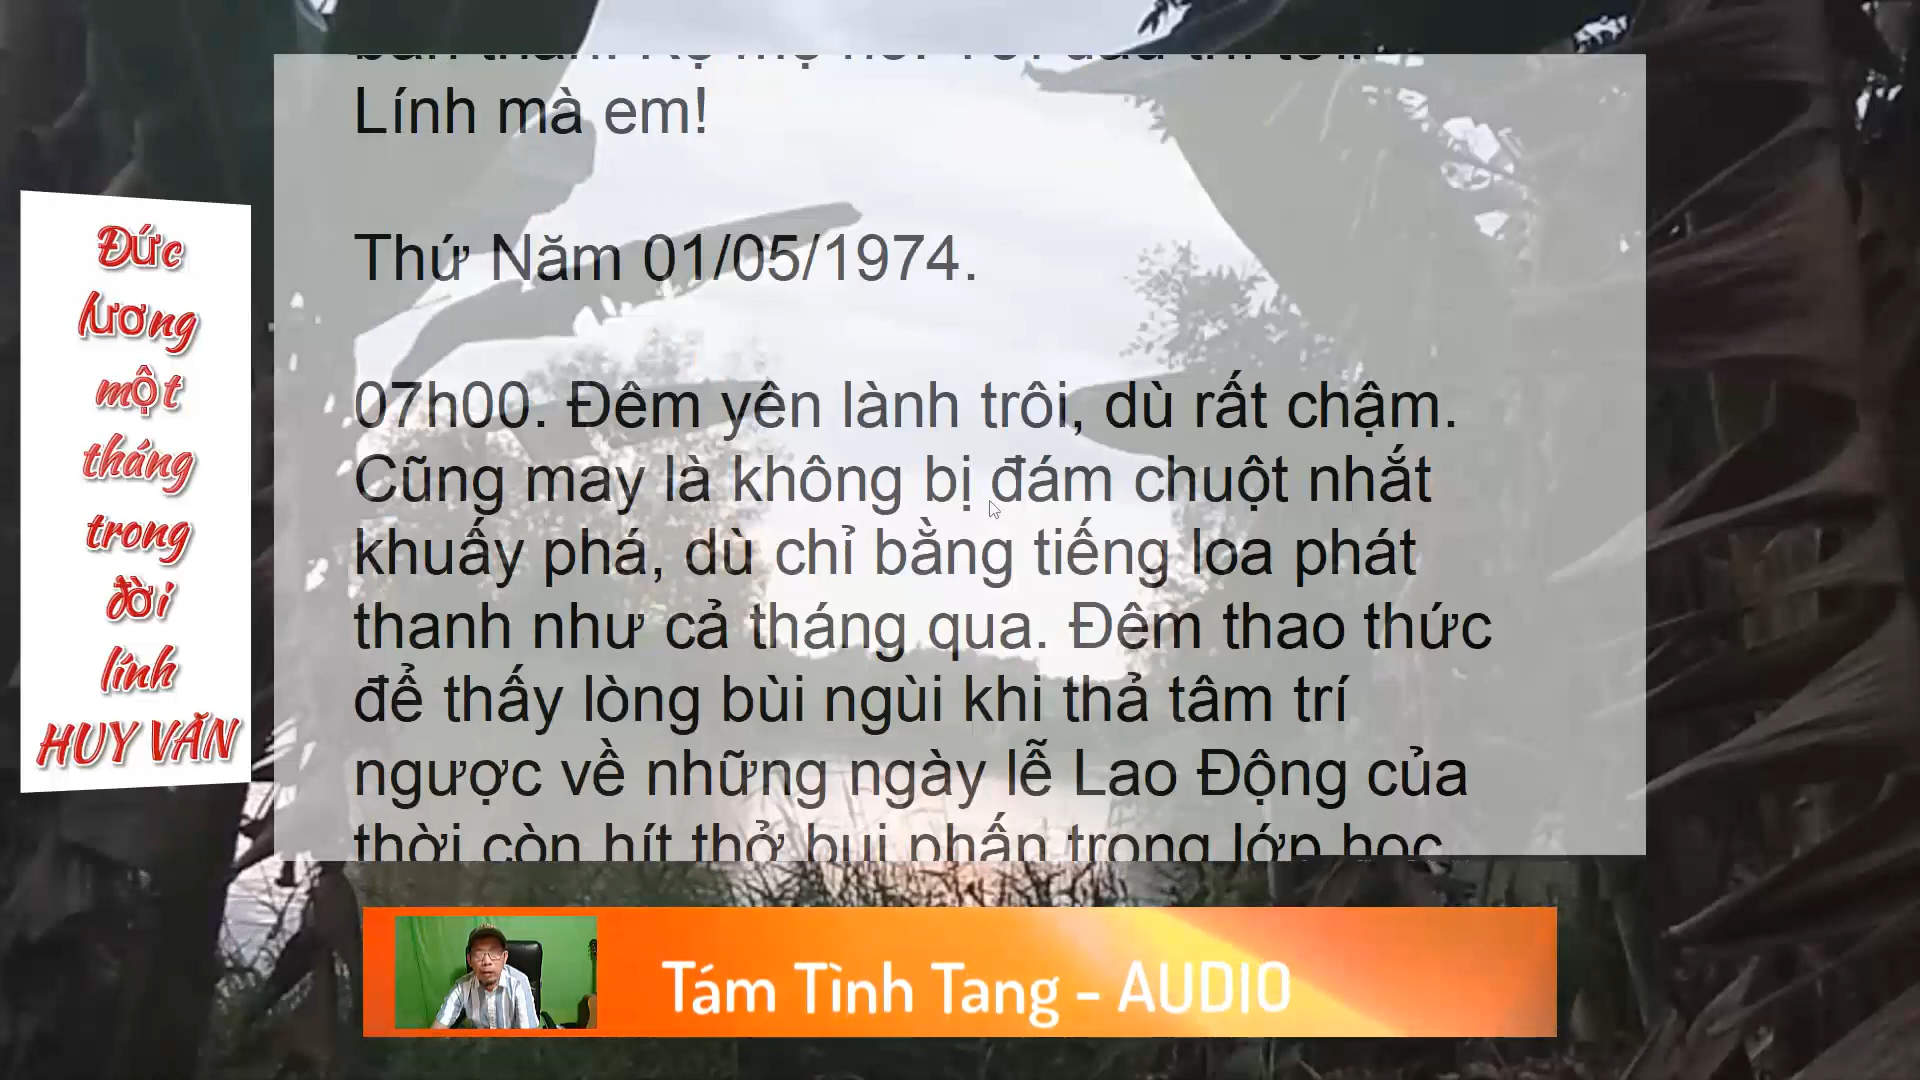 Lính mà em!
Thứ Năm 01/05/1974.
07h00. Đêm yên lành trôi, dù rất chậm.
Cũng may là không bị đám chuột nhắt
khuấy phá, dù chỉ bằng tiếng loa phát
thanh như cả tháng qua. Đêm thao thức
để thấy lòng bùi ngùi khi thả tâm trí
ngược về những ngày lễ Lao Động của
thời còn hít thở bụi phấn trong lớp học
Đức
lương
một
tháng
trong
đời
lính
HUY VĂN
Tám Tình Tang - AUDIO